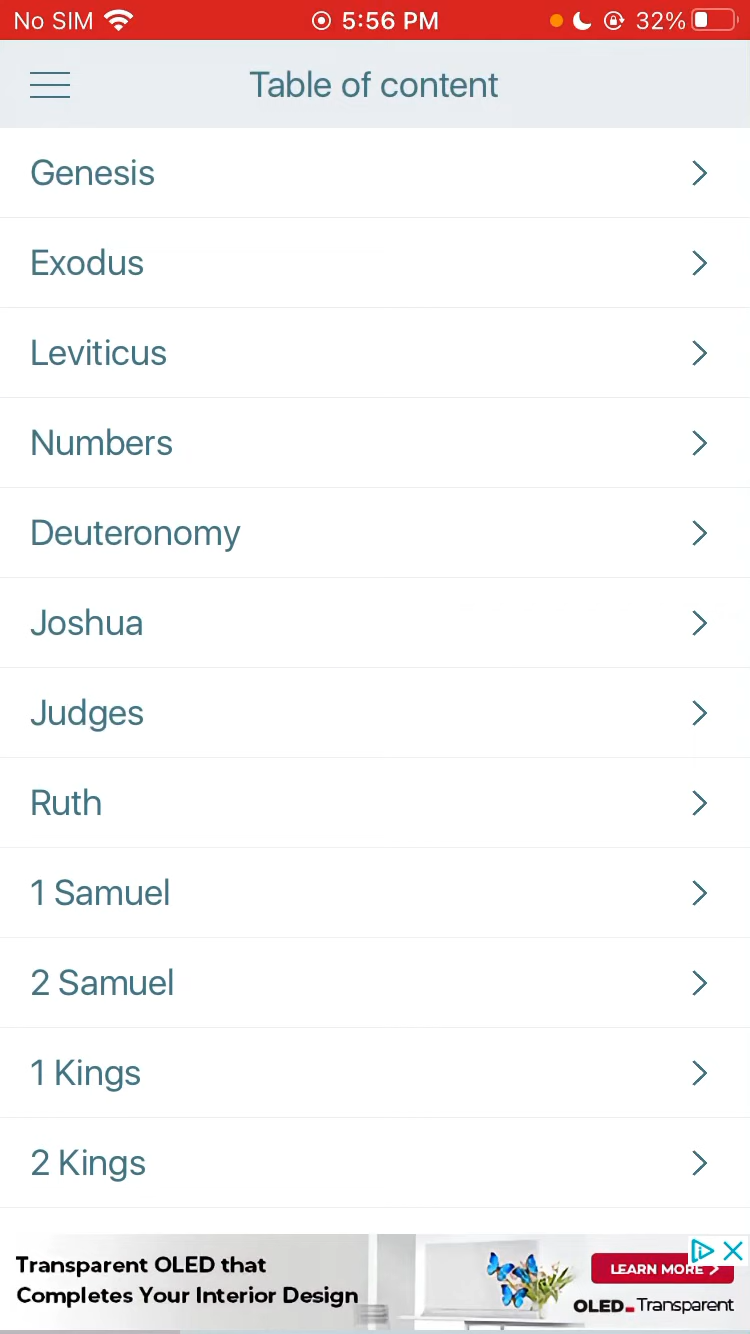 No SIM 5:56 PM 32%
Table of content
Genesis
Exodus
Leviticus
Numbers
Deuteronomy
Joshua
Judges
Ruth
1 Samuel
2 Samuel
1 Kings
2 Kings
Transparent OLED that
Completes Your Interior Design
LEARN MORE
OLED Transparent